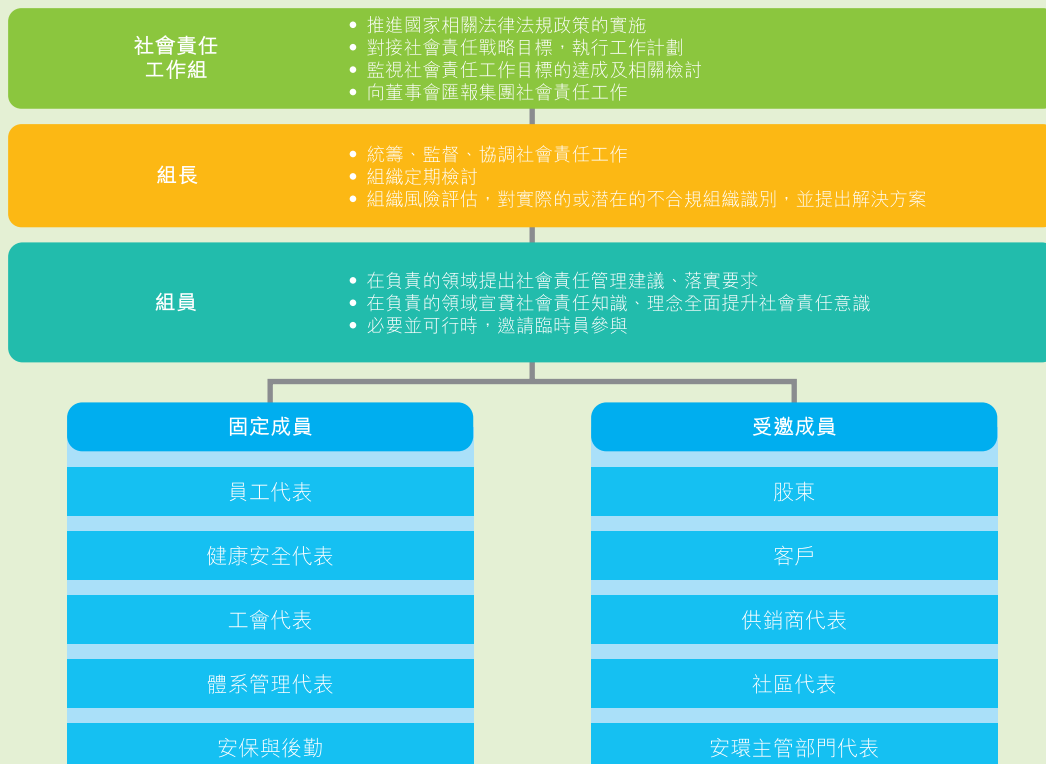 社會責任
工作組
• 推進國家相關法律法規政策的實施
• 對接社會責任戰略目標，執行工作計劃
• 監視社會責任工作目標的達成及相關檢討
• 向董事會匯報集團社會責任工作
組長
• 統籌、監督、協調社會責任工作
• 組織定期檢討
• 組織風險評估，對實際的或潛在的不合規組織識別，並提出解決方案
組員
• 在負責的領域提出社會責任管理建議、落實要求
• 在負責的領域宣貫社會責任知識、理念全面提升社會責任意識
• 必要並可行時，邀請臨時員參與
固定成員
員工代表
健康安全代表
工會代表
體系管理代表
安保與後勤
受邀成員
股東
客戶
供銷商代表
社區代表
安環主管部門代表